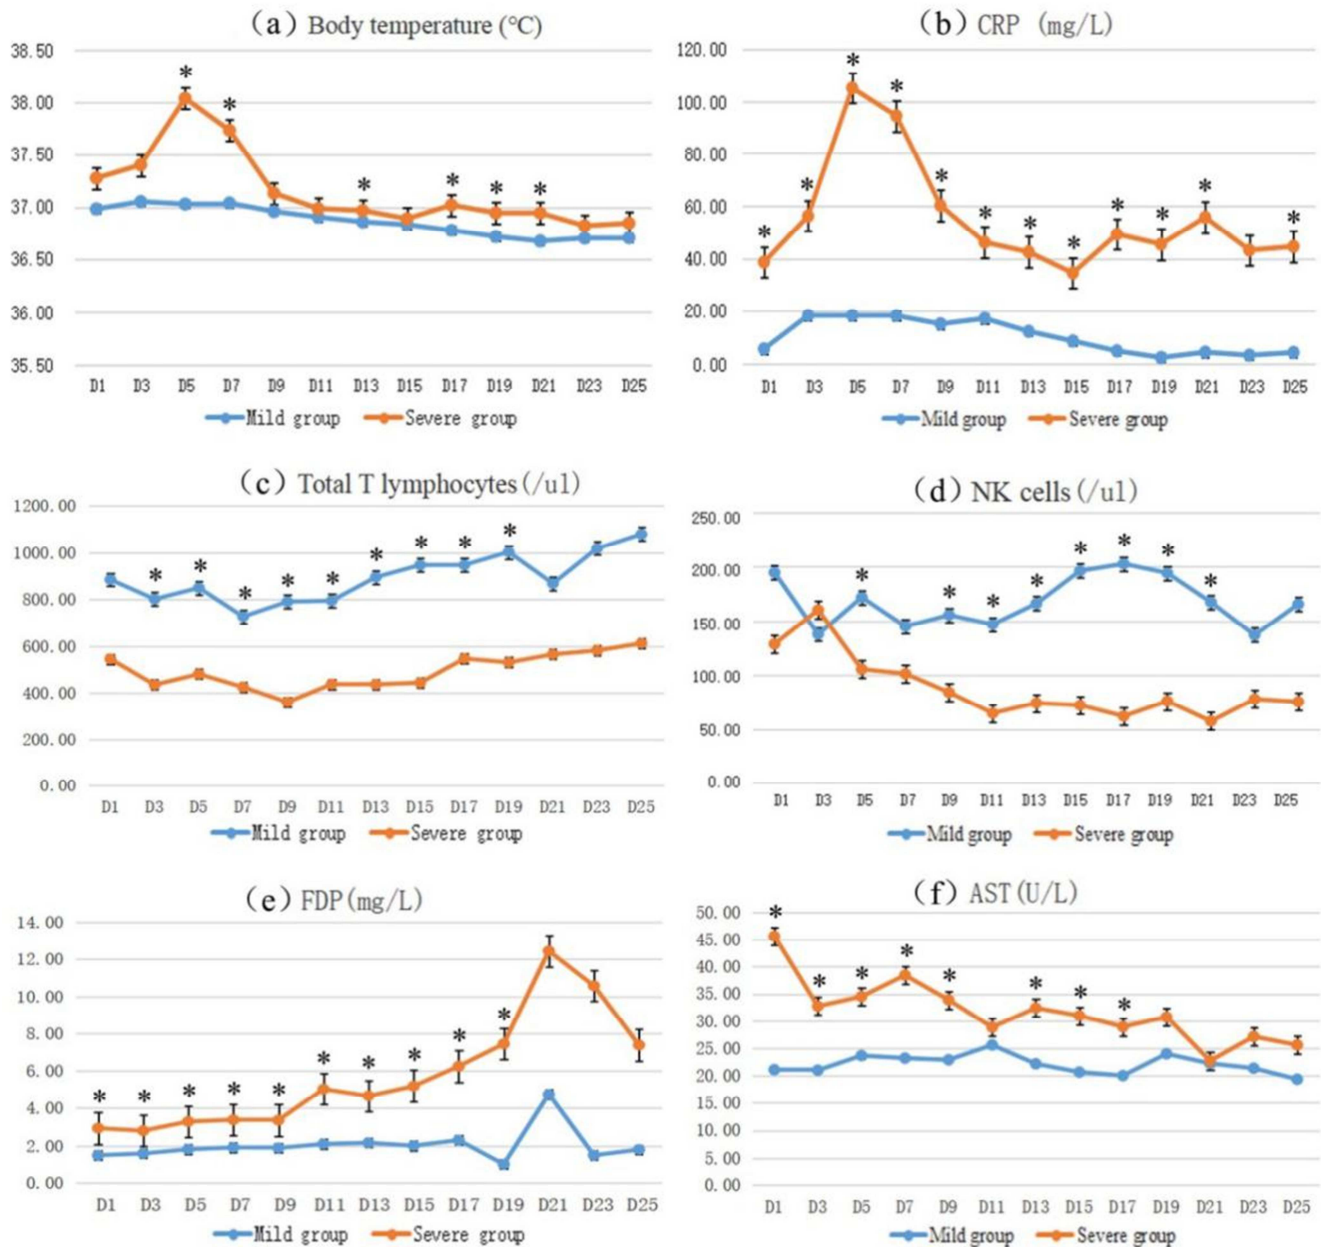 (a) Body temperature (℃)
38.50
38.00
37.50
37.00
36.50
36.00
35.50
* * * * * *
D1 D3 D5 D7 D9 D11 D13 D15 D17 D19 D21 D23 D25
Mild group Severe group
(b) CRP (mg/L)
120.00
100.00
80.00
60.00
40.00
20.00
0.00
* * * * * * * * * * * *
D1 D3 D5 D7 D9 D11 D13 D15 D17 D19 D21 D23 D25
Mild group Severe group
(c) Total T lymphocytes(/ul)
1200.00
1000.00
800.00
600.00
400.00
200.00
0.00
* * * * * * * * *
D1 D3 D5 D7 D9 D11 D13 D15 D17 D19 D21 D23 D25
Mild group Severe group
(d) NK cells(/ul)
250.00
200.00
150.00
100.00
50.00
0.00
* * * * * * * *
D1 D3 D5 D7 D9 D11 D13 D15 D17 D19 D21 D23 D25
Mild group Severe group
(e) FDP(mg/L)
14.00
12.00
10.00
8.00
6.00
4.00
2.00
0.00
* * * * * * * * * *
D1 D3 D5 D7 D9 D11 D13 D15 D17 D19 D21 D23 D25
Mild group Severe group
(f) AST(U/L)
50.00
45.00
40.00
35.00
30.00
25.00
20.00
15.00
10.00
5.00
0.00
* * * * * * * *
D1 D3 D5 D7 D9 D11 D13 D15 D17 D19 D21 D23 D25
Mild group Severe group